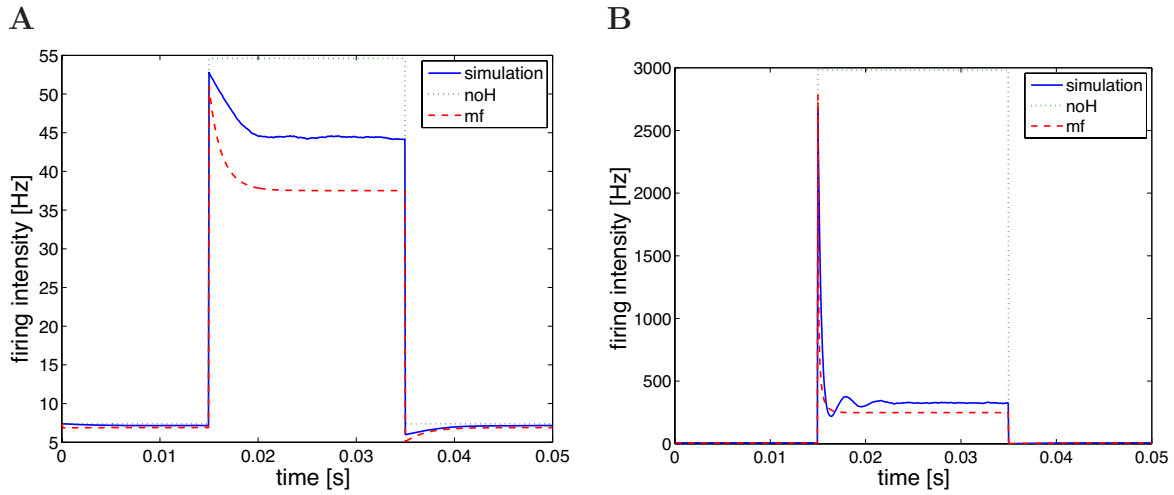 A
55
50
45
40
35
30
25
20
15
10
5
firing intensity [Hz]
0
0.01
0.02
0.03
0.04
0.05
time [s]
simulation
noH
mf
B
3000
2500
2000
1500
1000
500
0
firing intensity [Hz]
0
0.01
0.02
0.03
0.04
0.05
time [s]
simulation
noH
mf